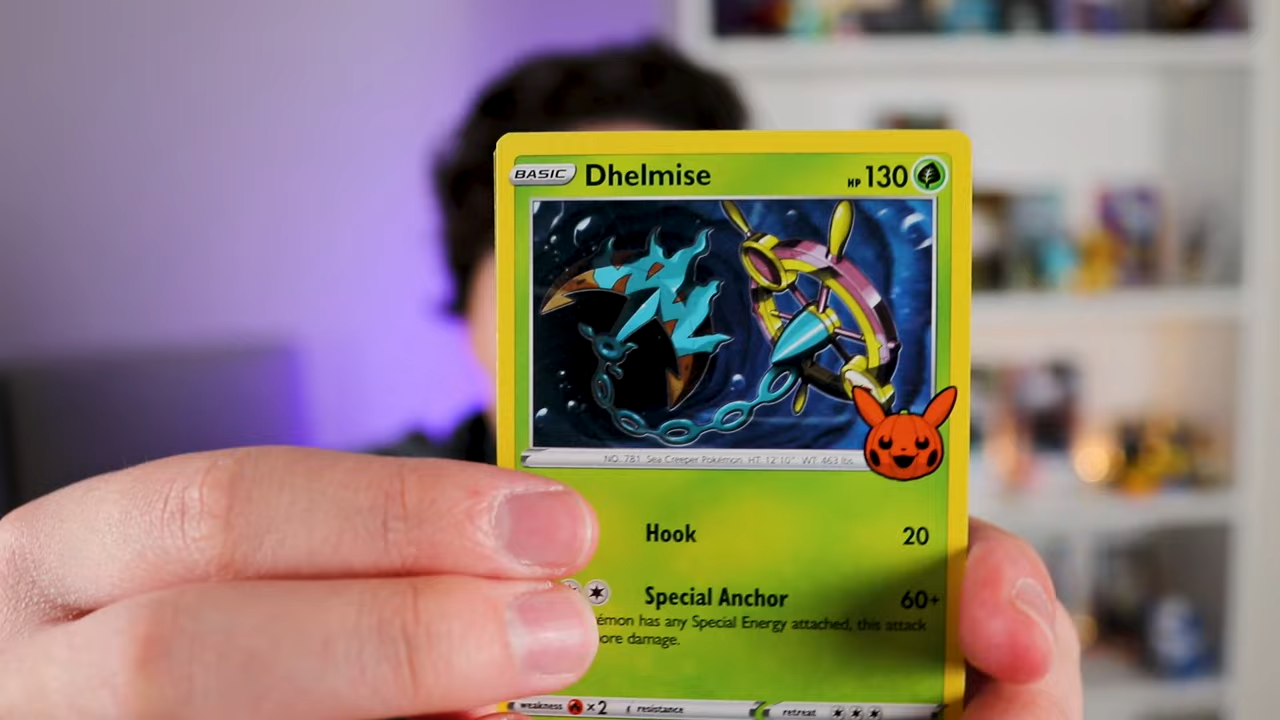 BASIC Dhelmise HP 130
NO. 781 Sea Creeper Pokémon HT: 12'10" WT: 463 lbs.
Hook 20
Special Anchor 60+
émon has any Special Energy attached, this attack
ore damage.
weakness ×2 resistance retreat